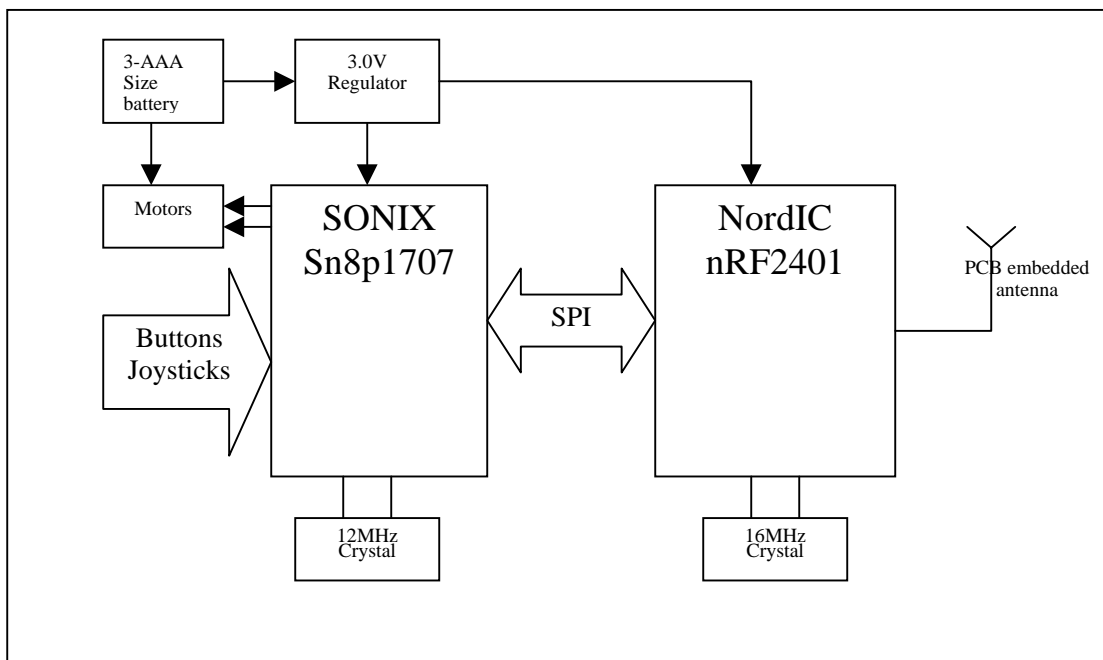 3-AAA
Size
battery
3.0V
Regulator
Motors
SONIX
Sn8p1707
NordIC
nRF2401
PCB embedded
antenna
SPI
Buttons
Joysticks
12MHz
Crystal
16MHz
Crystal